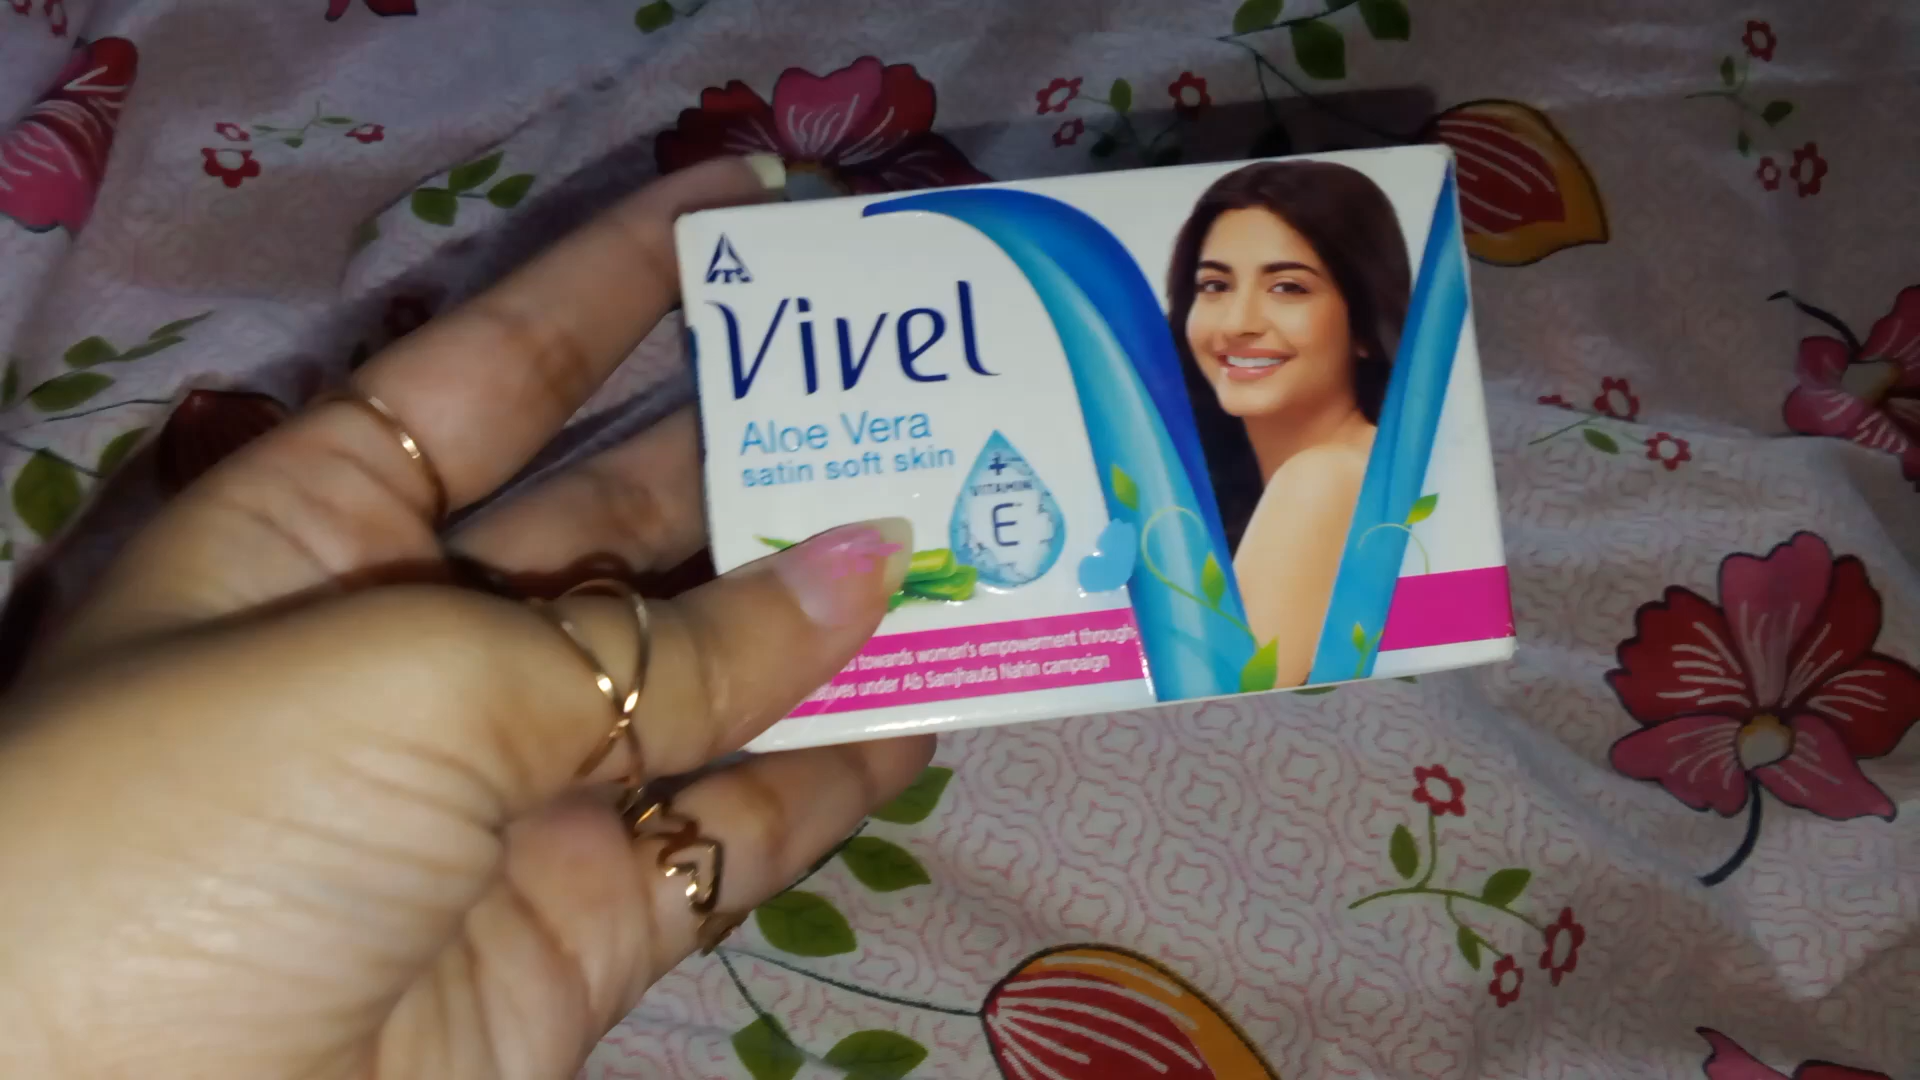 ITC
Vivel
Aloe Vera
satin soft skin
+
VITAMIN
E
towards women's empowerment through
under Ab Samjhauta Nahin campaign